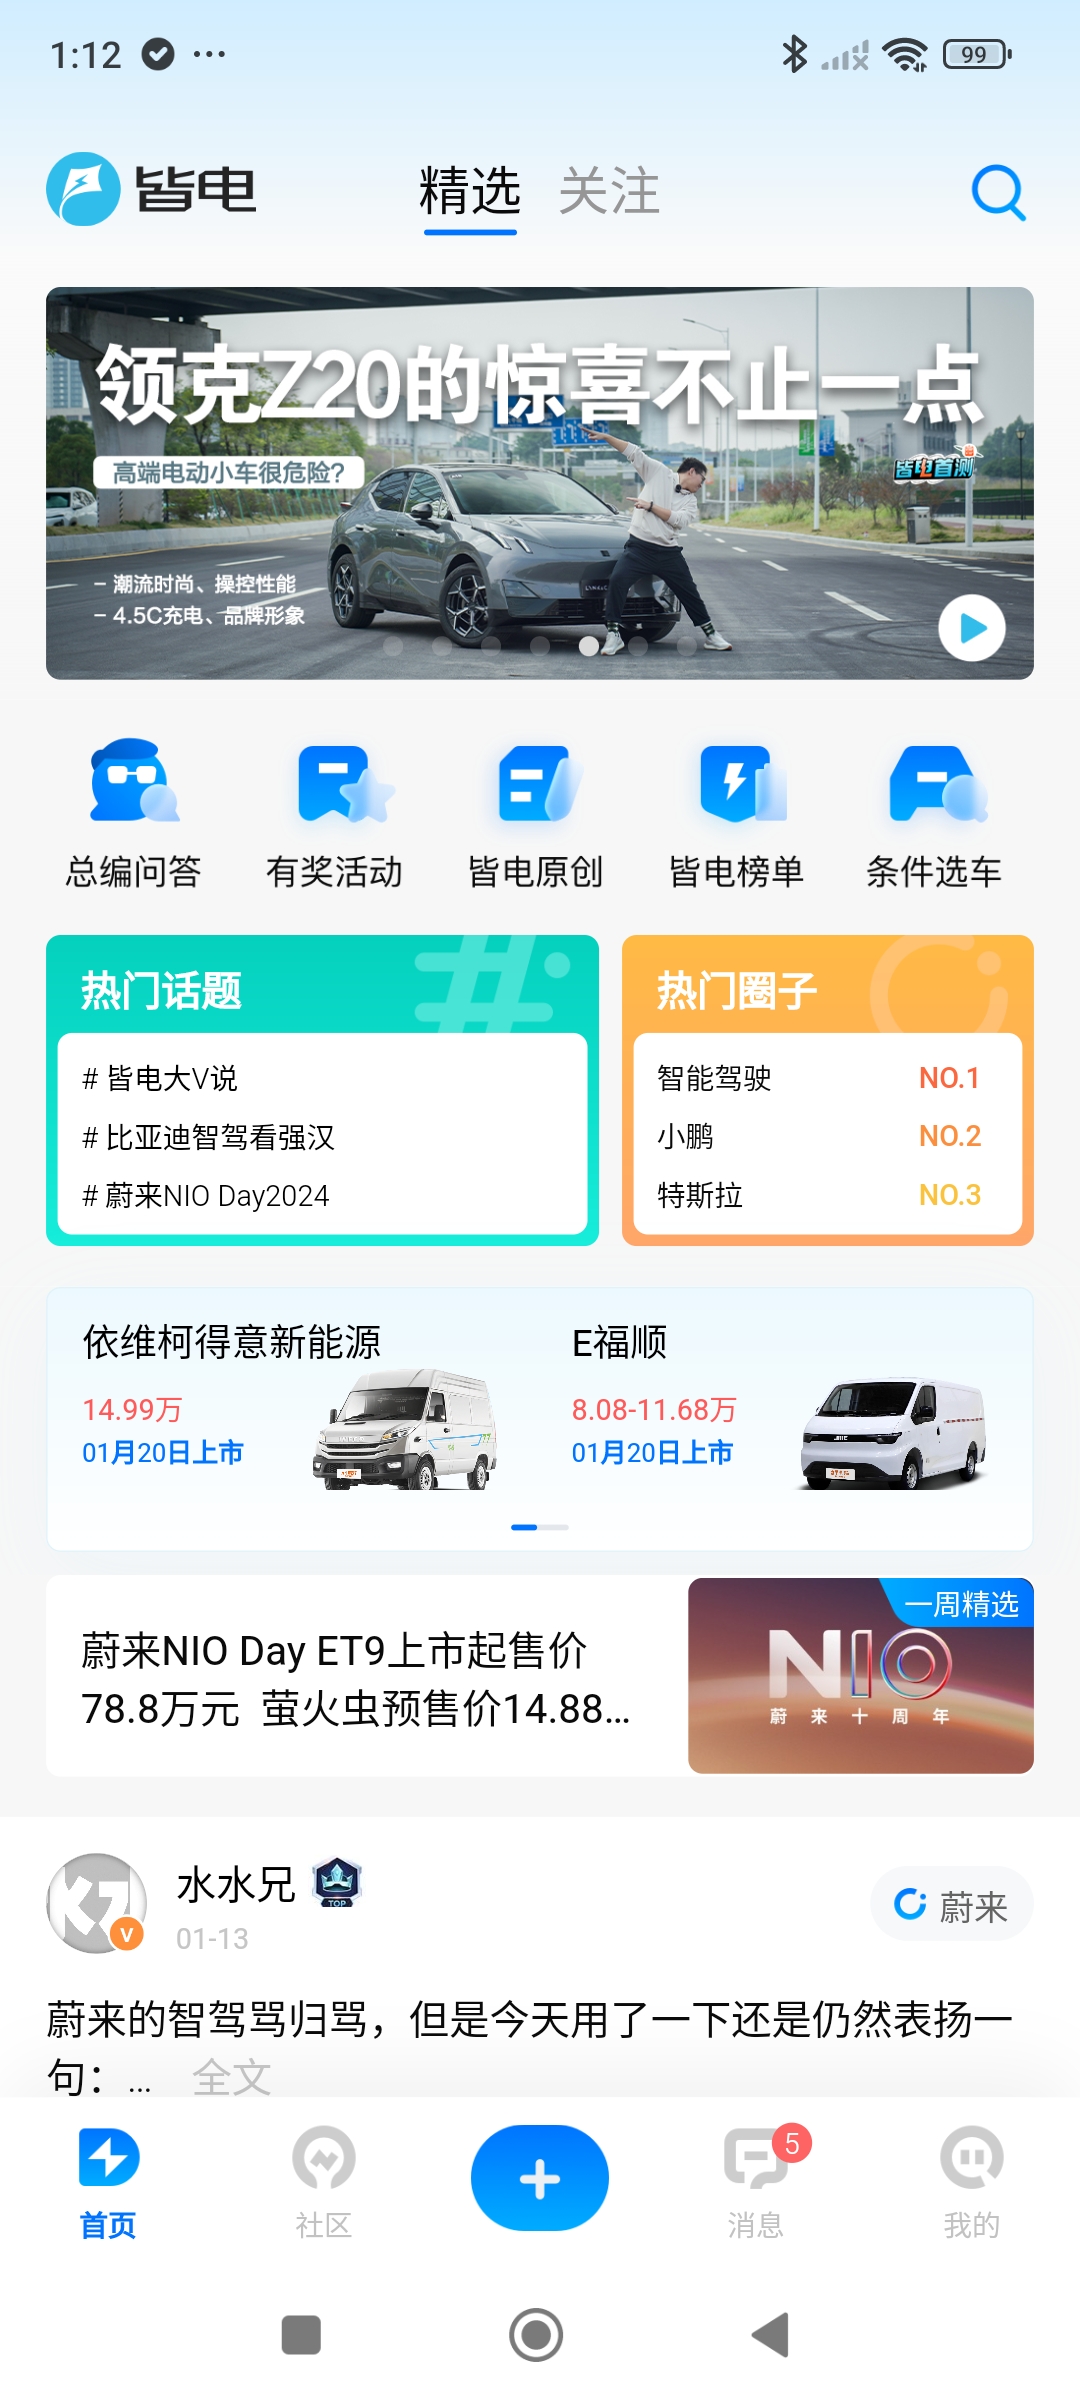 1:12
99
皆电
精选
关注
领克Z20的惊喜不止一点
高端电动小车很危险?
皆电首测
- 潮流时尚、操控性能
- 4.5C充电、品牌形象
总编问答
有奖活动
皆电原创
皆电榜单
条件选车
热门话题
# 皆电大V说
# 比亚迪智驾看强汉
# 蔚来NIO Day2024
热门圈子
智能驾驶 NO.1
小鹏 NO.2
特斯拉 NO.3
依维柯得意新能源
14.99万
01月20日上市
E福顺
8.08-11.68万
01月20日上市
蔚来NIO Day ET9上市起售价
78.8万元 萤火虫预售价14.88...
一周精选
NIO
蔚来十周年
水水兄
TOP
V
01-13
蔚来
蔚来的智驾骂归骂，但是今天用了一下还是仍然表扬一
句：... 全文
首页
社区
5
消息
我的